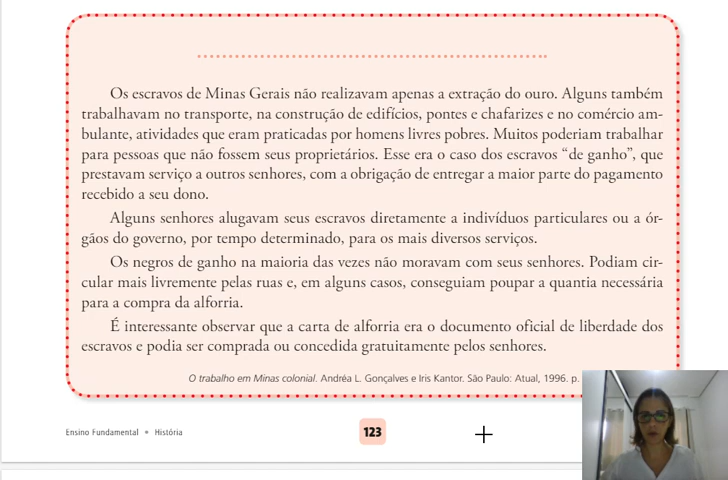 Os escravos de Minas Gerais não realizavam apenas a extração do ouro. Alguns também
trabalhavam no transporte, na construção de edifícios, pontes e chafarizes e no comércio am-
bulante, atividades que eram praticadas por homens livres pobres. Muitos poderiam trabalhar
para pessoas que não fossem seus proprietários. Esse era o caso dos escravos “de ganho”, que
prestavam serviço a outros senhores, com a obrigação de entregar a maior parte do pagamento
recebido a seu dono.
Alguns senhores alugavam seus escravos diretamente a indivíduos particulares ou a ór-
gãos do governo, por tempo determinado, para os mais diversos serviços.
Os negros de ganho na maioria das vezes não moravam com seus senhores. Podiam cir-
cular mais livremente pelas ruas e, em alguns casos, conseguiam poupar a quantia necessária
para a compra da alforria.
É interessante observar que a carta de alforria era o documento oficial de liberdade dos
escravos e podia ser comprada ou concedida gratuitamente pelos senhores.
O trabalho em Minas colonial. Andréa L. Gonçalves e Iris Kantor. São Paulo: Atual, 1996. p.
Ensino Fundamental • História
123